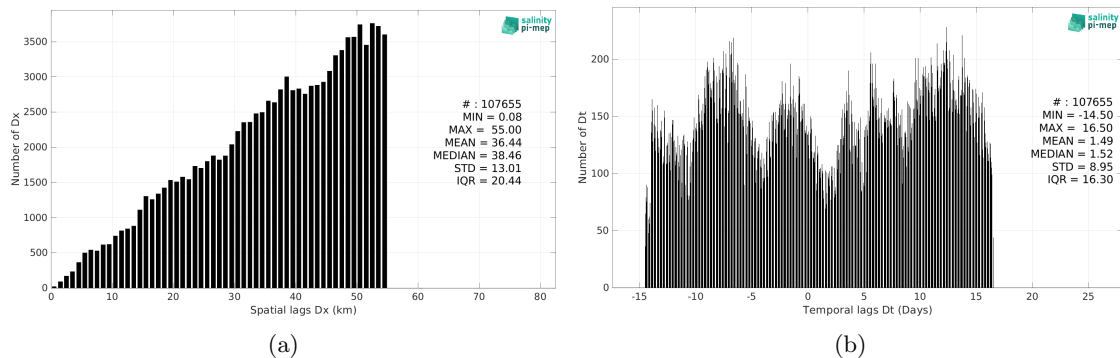 3500
3000
2500
2000
1500
1000
500
0
Number of Dx
0 10 20 30 40 50 60 70 80
Spatial lags Dx (km)
salinity
pi-mep
# : 107655
MIN = 0.08
MAX = 55.00
MEAN = 36.44
MEDIAN = 38.46
STD = 13.01
IQR = 20.44
(a)
200
150
100
50
0
Number of Dt
-15 -10 -5 0 5 10 15 20 25
Temporal lags Dt (Days)
salinity
pi-mep
# : 107655
MIN = -14.50
MAX = 16.50
MEAN = 1.49
MEDIAN = 1.52
STD = 8.95
IQR = 16.30
(b)